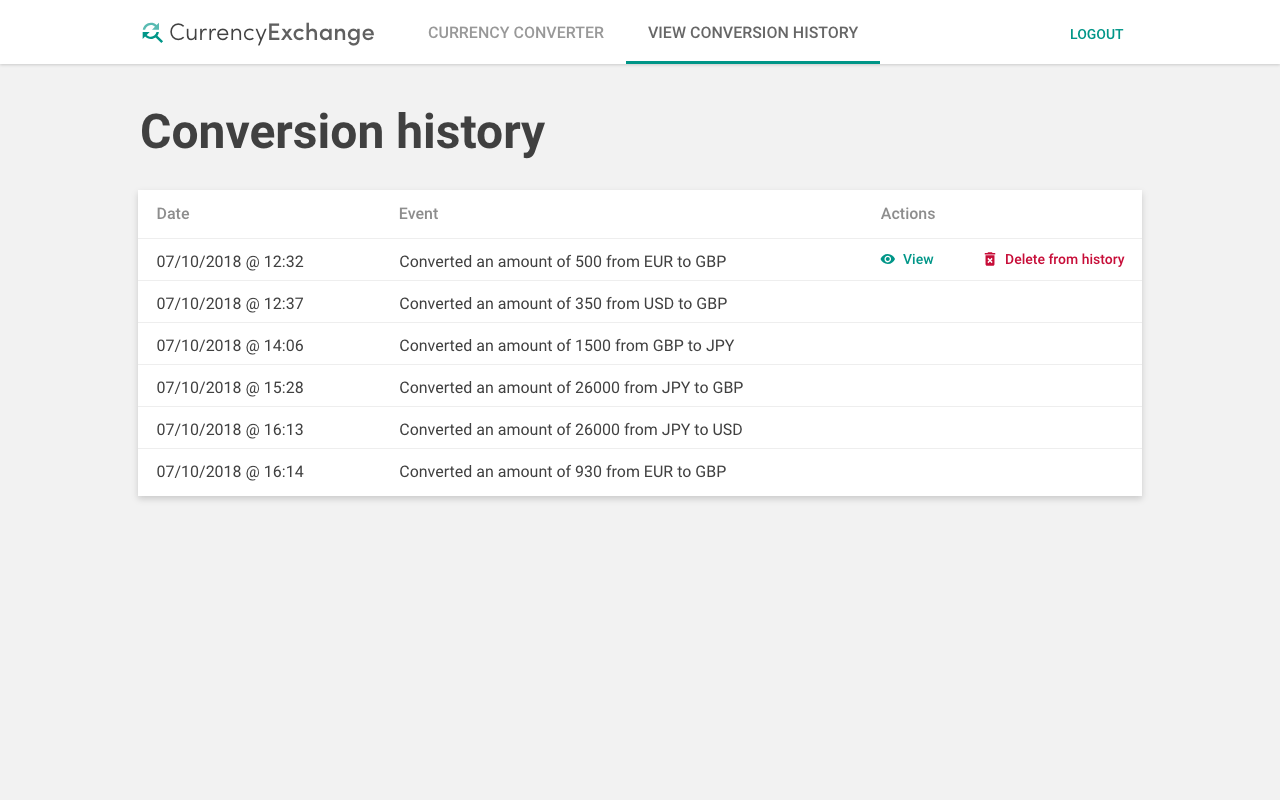 CurrencyExchange CURRENCY CONVERTER VIEW CONVERSION HISTORY LOGOUT
Conversion history
Date Event Actions
07/10/2018 @ 12:32 Converted an amount of 500 from EUR to GBP View Delete from history
07/10/2018 @ 12:37 Converted an amount of 350 from USD to GBP
07/10/2018 @ 14:06 Converted an amount of 1500 from GBP to JPY
07/10/2018 @ 15:28 Converted an amount of 26000 from JPY to GBP
07/10/2018 @ 16:13 Converted an amount of 26000 from JPY to USD
07/10/2018 @ 16:14 Converted an amount of 930 from EUR to GBP